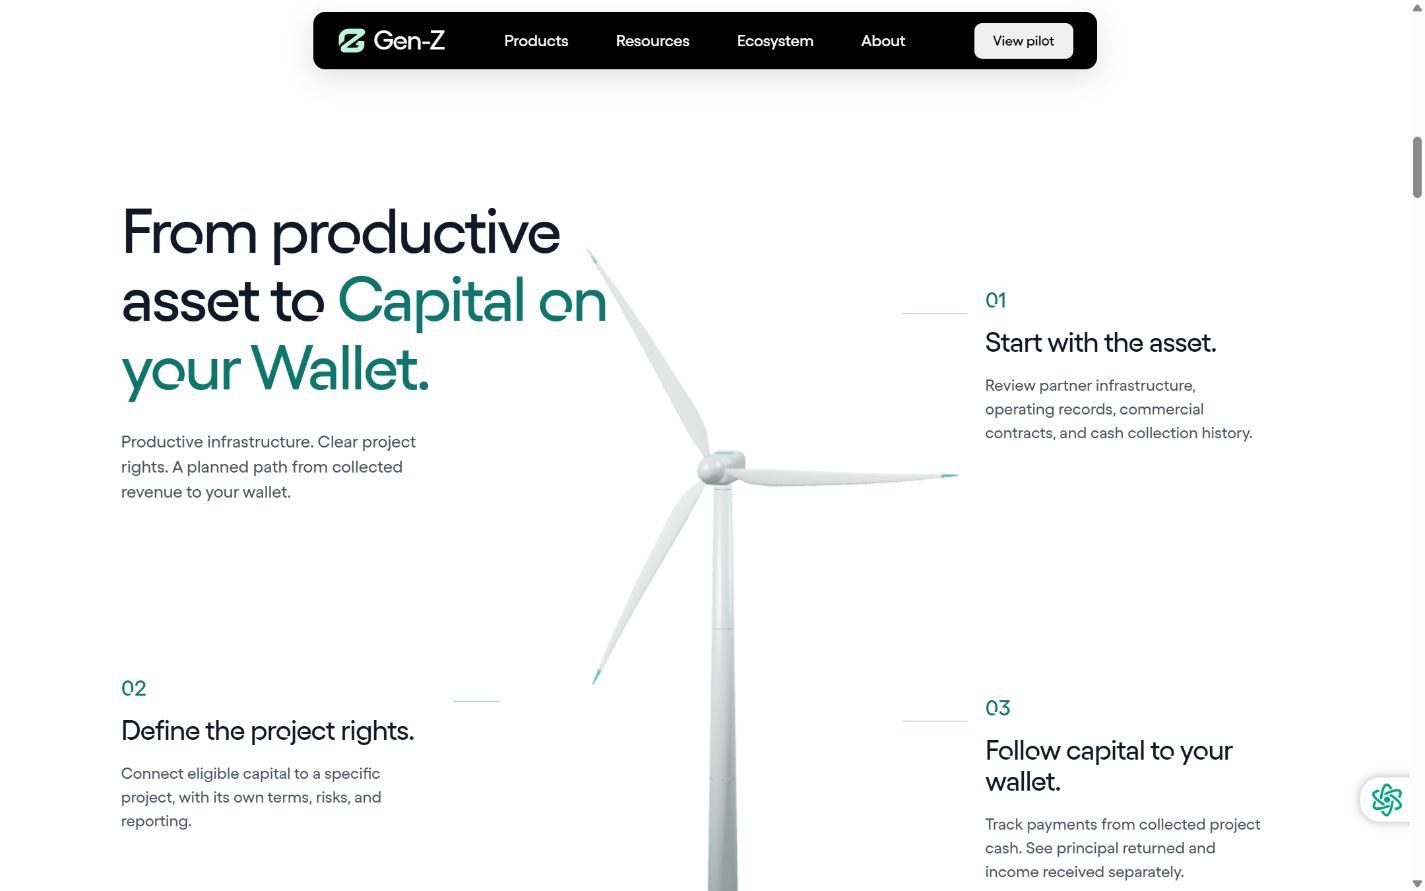 Gen-Z
Products
Resources
Ecosystem
About
View pilot
From productive
asset to Capital on
your Wallet.
Productive infrastructure. Clear project
rights. A planned path from collected
revenue to your wallet.
01
Start with the asset.
Review partner infrastructure,
operating records, commercial
contracts, and cash collection history.
02
Define the project rights.
Connect eligible capital to a specific
project, with its own terms, risks, and
reporting.
03
Follow capital to your
wallet.
Track payments from collected project
cash. See principal returned and
income received separately.